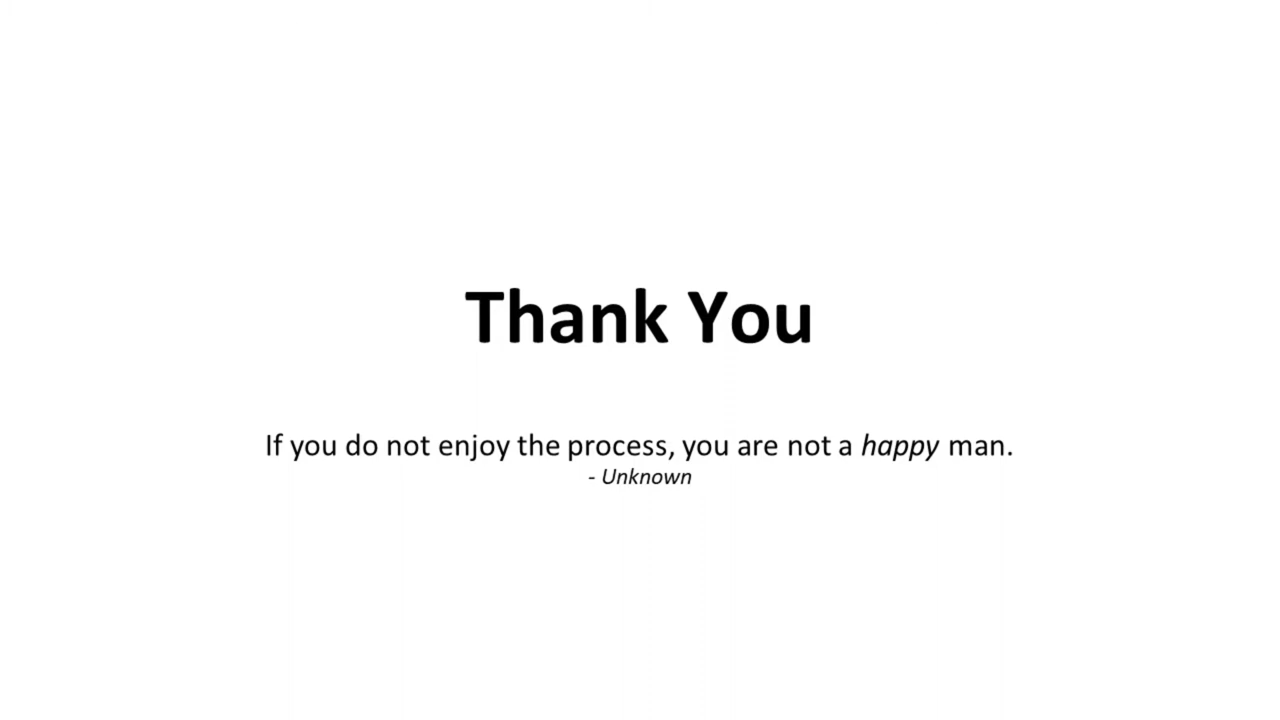 Thank You
If you do not enjoy the process, you are not a happy man.
- Unknown